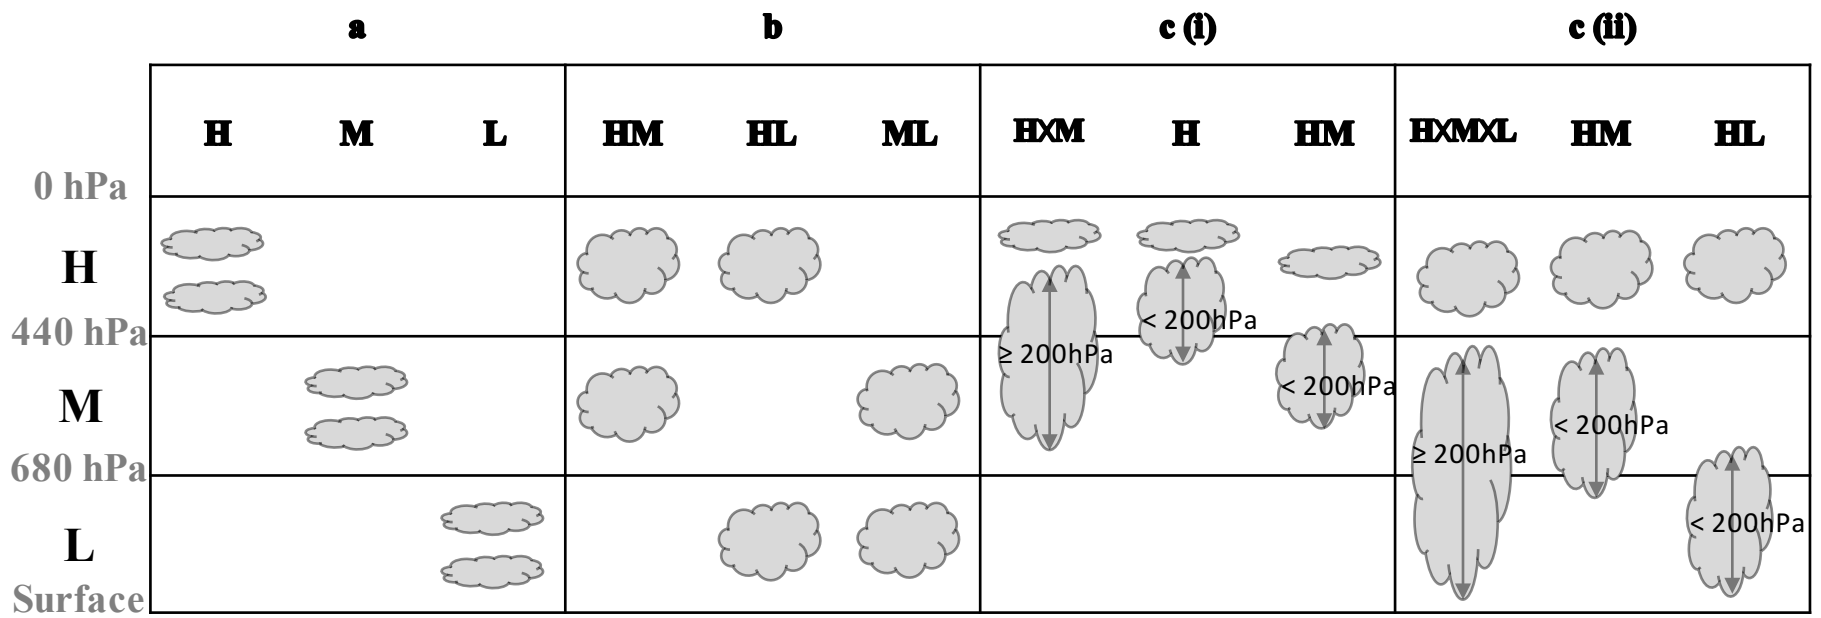 a b c (i) c (ii)
H M L HM HL ML HXM H HM HXMXL HM HL
0 hPa
H
440 hPa
< 200hPa
≥ 200hPa
< 200hPa
M
< 200hPa
≥ 200hPa
680 hPa
< 200hPa
L
Surface